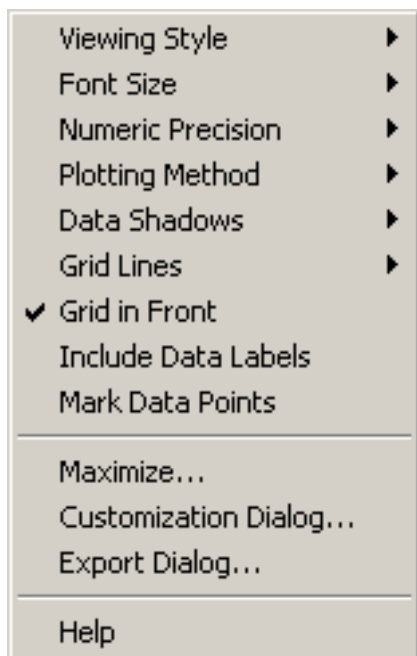 Viewing Style
Font Size
Numeric Precision
Plotting Method
Data Shadows
Grid Lines
Grid in Front
Include Data Labels
Mark Data Points
Maximize...
Customization Dialog...
Export Dialog...
Help